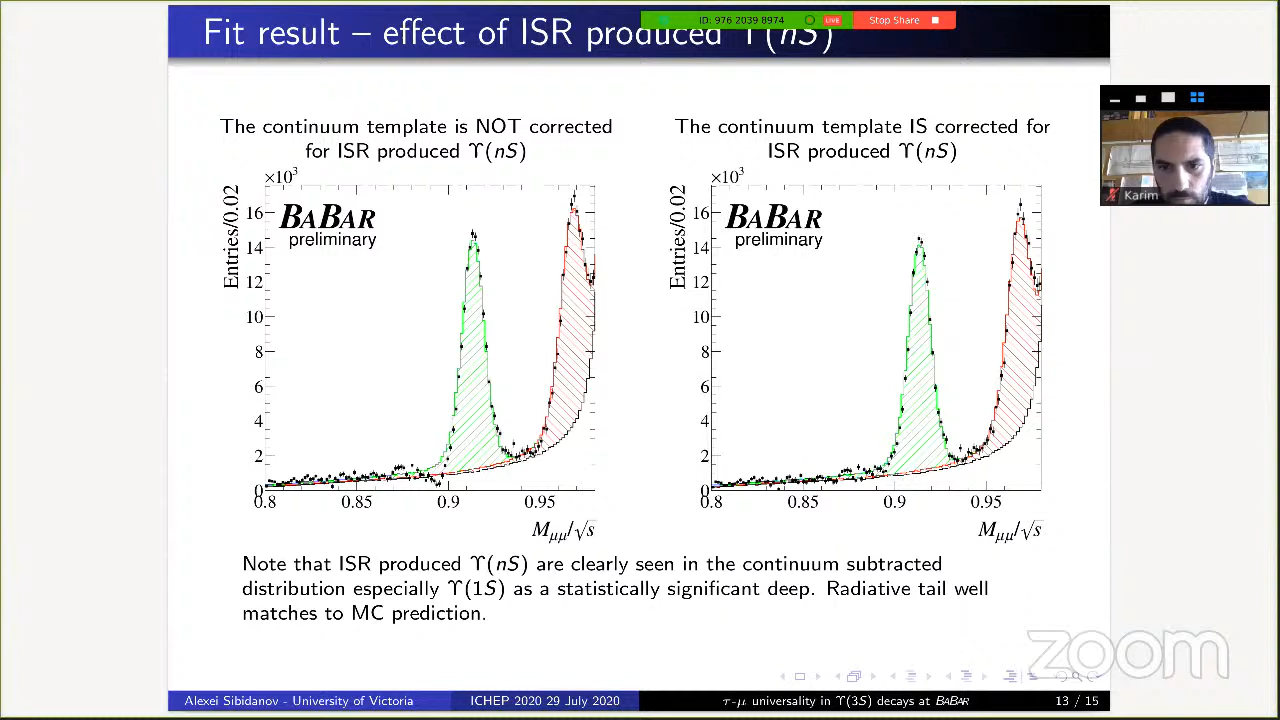 ID: 976 2039 8974 LIVE Stop Share
Fit result – effect of ISR produced ϒ(nS)
The continuum template is NOT corrected
for ISR produced ϒ(nS)
The continuum template IS corrected for
ISR produced ϒ(nS)
×10³
Entries/0.02
BABAR
preliminary
16
14
12
10
8
6
4
2
0
0.8 0.85 0.9 0.95
Mμμ/√s
×10³
Entries/0.02
BABAR
preliminary
16
14
12
10
8
6
4
2
0
0.8 0.85 0.9 0.95
Mμμ/√s
Karim
Note that ISR produced ϒ(nS) are clearly seen in the continuum subtracted
distribution especially ϒ(1S) as a statistically significant deep. Radiative tail well
matches to MC prediction.
zoom
Alexei Sibidanov - University of Victoria ICHEP 2020 29 July 2020 τ-μ universality in ϒ(3S) decays at BABAR 13 / 15